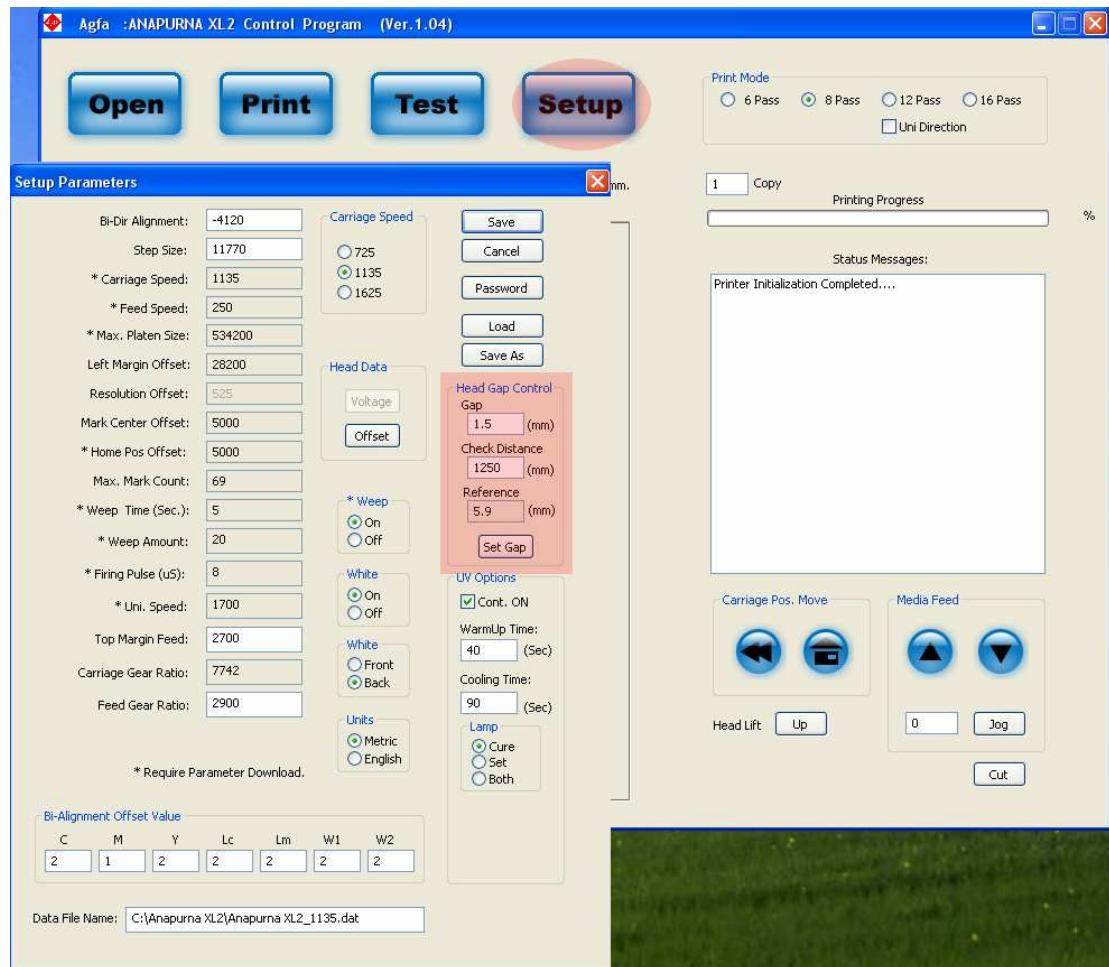 Agfa :ANAPURNA XL2 Control Program (Ver.1.04)
Open
Print
Test
Setup
Print Mode
6 Pass
8 Pass
12 Pass
16 Pass
Uni Direction
mm.
1 Copy
Printing Progress
%
Status Messages:
Printer Initialization Completed....
Carriage Pos. Move
Media Feed
Head Lift
Up
0
Jog
Cut
Setup Parameters
Bi-Dir Alignment: -4120
Step Size: 11770
* Carriage Speed: 1135
* Feed Speed: 250
* Max. Platen Size: 534200
Left Margin Offset: 28200
Resolution Offset: 525
Mark Center Offset: 5000
* Home Pos Offset: 5000
Max. Mark Count: 69
* Weep Time (Sec.): 5
* Weep Amount: 20
* Firing Pulse (uS): 8
* Uni. Speed: 1700
Top Margin Feed: 2700
Carriage Gear Ratio: 7742
Feed Gear Ratio: 2900
* Require Parameter Download.
Carriage Speed
725
1135
1625
Head Data
Voltage
Offset
* Weep
On
Off
White
On
Off
White
Front
Back
Units
Metric
English
Save
Cancel
Password
Load
Save As
Head Gap Control
Gap
1.5 (mm)
Check Distance
1250 (mm)
Reference
5.9 (mm)
Set Gap
UV Options
Cont. ON
WarmUp Time:
40 (Sec)
Cooling Time:
90 (Sec)
Lamp
Cure
Set
Both
Bi-Alignment Offset Value
C M Y Lc Lm W1 W2
2 1 2 2 2 2 2
Data File Name: C:\Anapurna XL2\Anapurna XL2_1135.dat